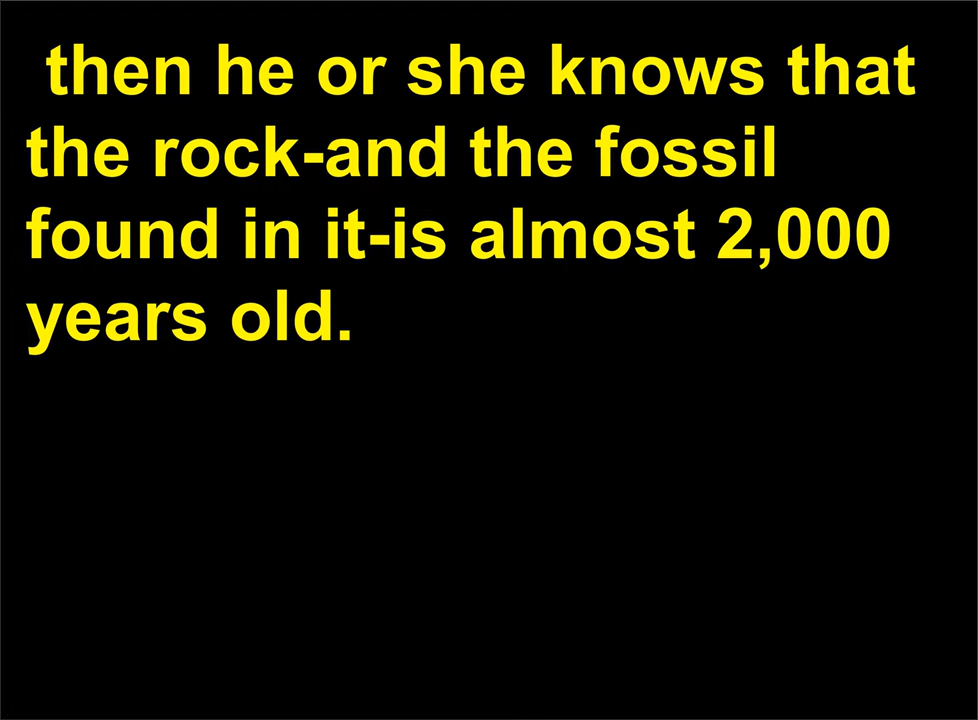 then he or she knows that
the rock-and the fossil
found in it-is almost 2,000
years old.